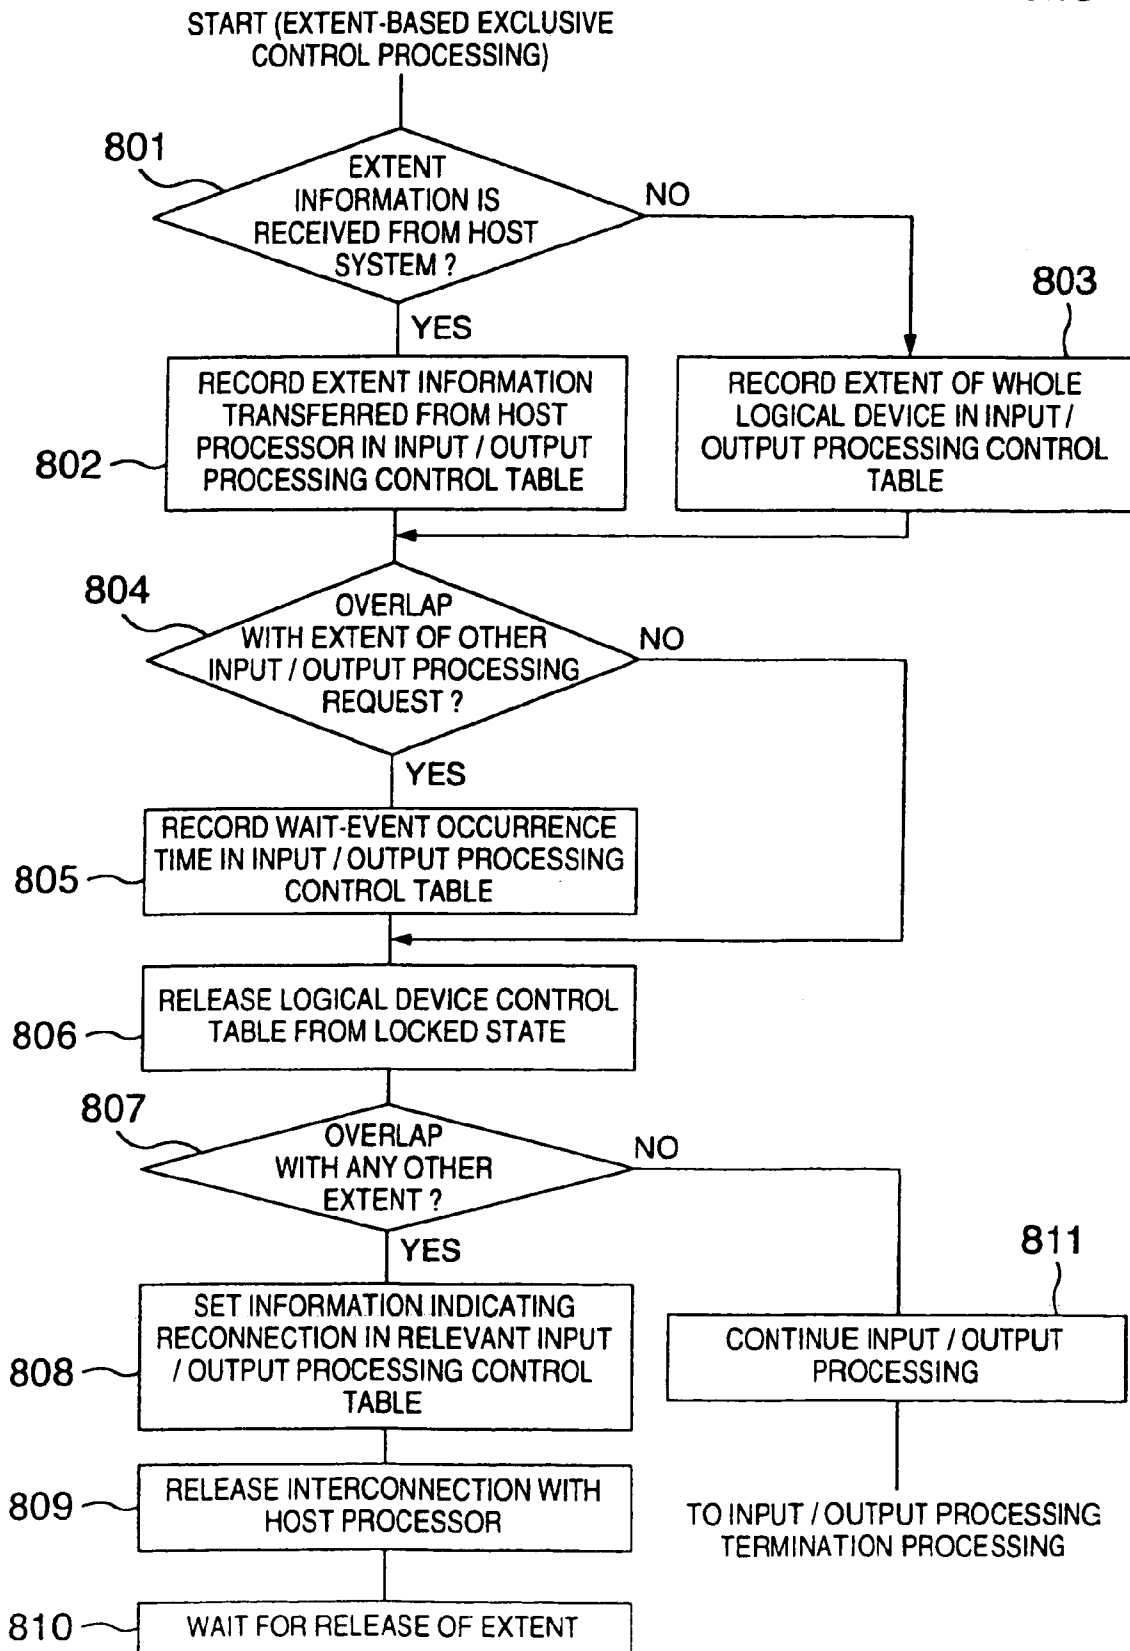 START (EXTENT-BASED EXCLUSIVE
CONTROL PROCESSING)
801
EXTENT
INFORMATION IS
RECEIVED FROM HOST
SYSTEM ?
NO
YES
803
802
RECORD EXTENT INFORMATION
TRANSFERRED FROM HOST
PROCESSOR IN INPUT / OUTPUT
PROCESSING CONTROL TABLE
RECORD EXTENT OF WHOLE
LOGICAL DEVICE IN INPUT /
OUTPUT PROCESSING CONTROL
TABLE
804
OVERLAP
WITH EXTENT OF OTHER
INPUT / OUTPUT PROCESSING
REQUEST ?
NO
YES
805
RECORD WAIT-EVENT OCCURRENCE
TIME IN INPUT / OUTPUT PROCESSING
CONTROL TABLE
806
RELEASE LOGICAL DEVICE CONTROL
TABLE FROM LOCKED STATE
807
OVERLAP
WITH ANY OTHER
EXTENT ?
NO
YES
811
808
SET INFORMATION INDICATING
RECONNECTION IN RELEVANT INPUT
/ OUTPUT PROCESSING CONTROL
TABLE
CONTINUE INPUT / OUTPUT
PROCESSING
809
RELEASE INTERCONNECTION WITH
HOST PROCESSOR
TO INPUT / OUTPUT PROCESSING
TERMINATION PROCESSING
810
WAIT FOR RELEASE OF EXTENT